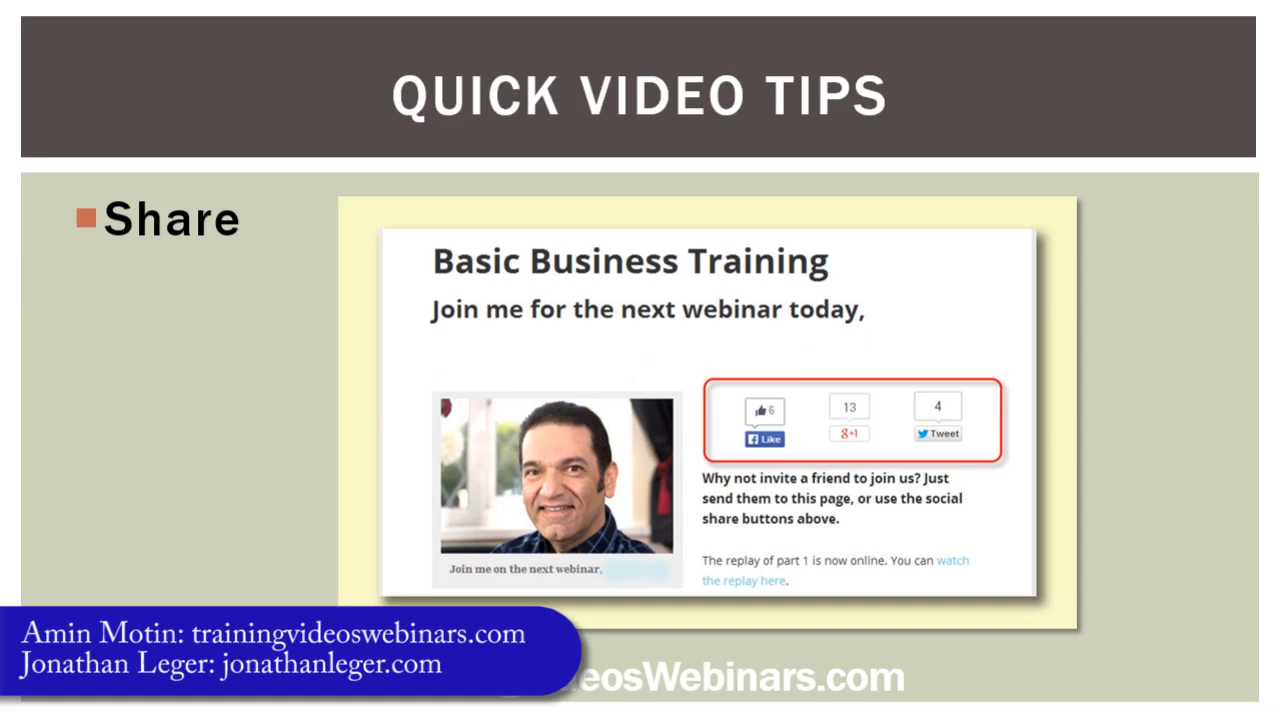 QUICK VIDEO TIPS
Share
Basic Business Training
Join me for the next webinar today,
6
13
4
Like
g+1
Tweet
Why not invite a friend to join us? Just
send them to this page, or use the social
share buttons above.
Join me on the next webinar,
The replay of part 1 is now online. You can watch
the replay here.
Amin Motin: trainingvideoswebinars.com
Jonathan Leger: jonathanleger.com
eosWebinars.com